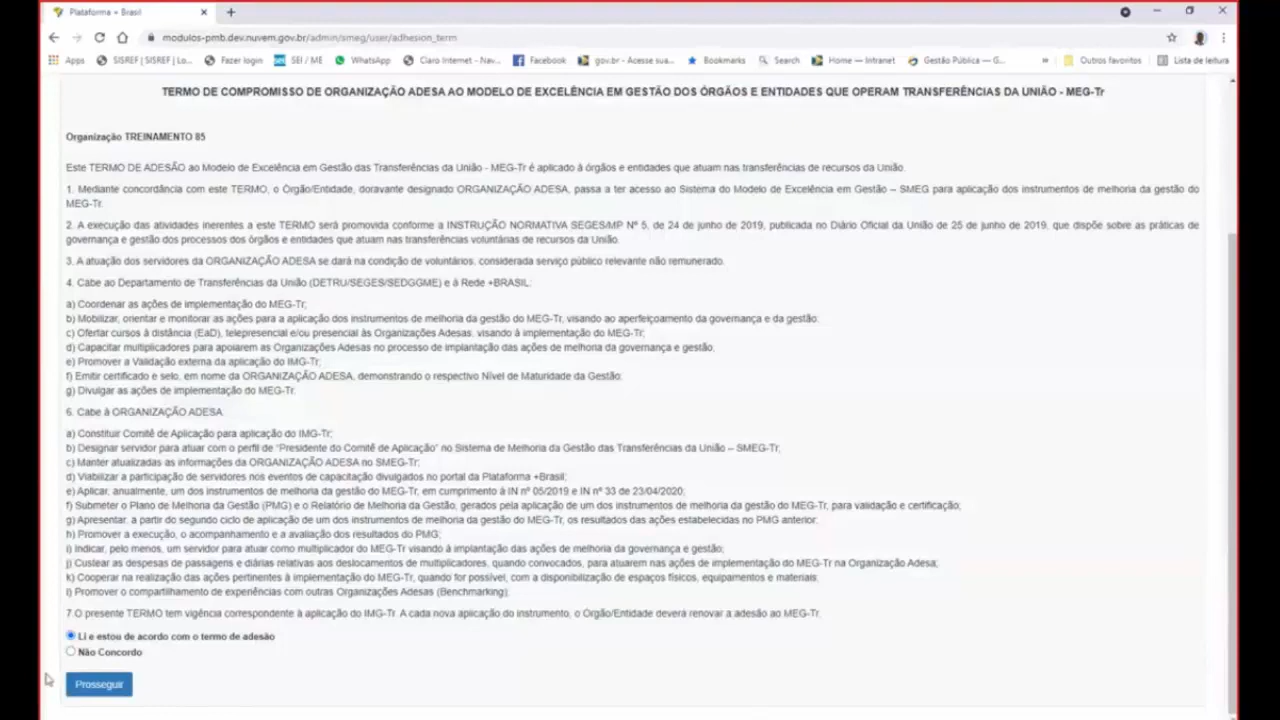 Plataforma + Brasil
modulos-pmb.dev.nuvem.gov.br/admin/smeg/user/adhesion_term
Apps SISREF | SISREF | Lo... Fazer login SEI / ME WhatsApp Claro Internet - Nav... Facebook gov.br - Acesse sua... Bookmarks Search Home — Intranet Gestão Pública — G... » Outros favoritos Lista de leitura
TERMO DE COMPROMISSO DE ORGANIZAÇÃO ADESA AO MODELO DE EXCELÊNCIA EM GESTÃO DOS ÓRGÃOS E ENTIDADES QUE OPERAM TRANSFERÊNCIAS DA UNIÃO - MEG-Tr
Organização TREINAMENTO 85
Este TERMO DE ADESÃO ao Modelo de Excelência em Gestão das Transferências da União - MEG-Tr é aplicado à órgãos e entidades que atuam nas transferências de recursos da União.
1. Mediante concordância com este TERMO, o Órgão/Entidade, doravante designado ORGANIZAÇÃO ADESA, passa a ter acesso ao Sistema do Modelo de Excelência em Gestão – SMEG para aplicação dos instrumentos de melhoria da gestão do
MEG-Tr.
2. A execução das atividades inerentes a este TERMO será promovida conforme a INSTRUÇÃO NORMATIVA SEGES/MP Nº 5, de 24 de junho de 2019, publicada no Diário Oficial da União de 25 de junho de 2019, que dispõe sobre as práticas de
governança e gestão dos processos dos órgãos e entidades que atuam nas transferências voluntárias de recursos da União.
3. A atuação dos servidores da ORGANIZAÇÃO ADESA se dará na condição de voluntários, considerada serviço público relevante não remunerado.
4. Cabe ao Departamento de Transferências da União (DETRU/SEGES/SEDGGME) e à Rede +BRASIL:
a) Coordenar as ações de implementação do MEG-Tr;
b) Mobilizar, orientar e monitorar as ações para a aplicação dos instrumentos de melhoria da gestão do MEG-Tr, visando ao aperfeiçoamento da governança e da gestão;
c) Ofertar cursos à distância (EaD), telepresencial e/ou presencial às Organizações Adesas, visando à implementação do MEG-Tr;
d) Capacitar multiplicadores para apoiarem as Organizações Adesas no processo de implantação das ações de melhoria da governança e gestão.
e) Promover a Validação externa da aplicação do IMG-Tr;
f) Emitir certificado e selo, em nome da ORGANIZAÇÃO ADESA, demonstrando o respectivo Nível de Maturidade da Gestão;
g) Divulgar as ações de implementação do MEG-Tr.
6. Cabe à ORGANIZAÇÃO ADESA
a) Constituir Comitê de Aplicação para aplicação do IMG-Tr;
b) Designar servidor para atuar com o perfil de "Presidente do Comitê de Aplicação" no Sistema de Melhoria da Gestão das Transferências da União – SMEG-Tr;
c) Manter atualizadas as informações da ORGANIZAÇÃO ADESA no SMEG-Tr;
d) Viabilizar a participação de servidores nos eventos de capacitação divulgados no portal da Plataforma +Brasil;
e) Aplicar, anualmente, um dos instrumentos de melhoria da gestão do MEG-Tr, em cumprimento à IN nº 05/2019 e IN nº 33 de 23/04/2020;
f) Submeter o Plano de Melhoria da Gestão (PMG) e o Relatório de Melhoria da Gestão, gerados pela aplicação de um dos instrumentos de melhoria da gestão do MEG-Tr, para validação e certificação;
g) Apresentar, a partir do segundo ciclo de aplicação de um dos instrumentos de melhoria da gestão do MEG-Tr, os resultados das ações estabelecidas no PMG anterior;
h) Promover a execução, o acompanhamento e a avaliação dos resultados do PMG;
i) Indicar, pelo menos, um servidor para atuar como multiplicador do MEG-Tr visando à implantação das ações de melhoria da governança e gestão;
j) Custear as despesas de passagens e diárias relativas aos deslocamentos de multiplicadores, quando convocados, para atuarem nas ações de implementação do MEG-Tr na Organização Adesa;
k) Cooperar na realização das ações pertinentes à implementação do MEG-Tr, quando for possível, com a disponibilização de espaços físicos, equipamentos e materiais;
l) Promover o compartilhamento de experiências com outras Organizações Adesas (Benchmarking);
7.O presente TERMO tem vigência correspondente à aplicação do IMG-Tr. A cada nova aplicação do instrumento, o Órgão/Entidade deverá renovar a adesão ao MEG-Tr.
Li e estou de acordo com o termo de adesão
Não Concordo
Prosseguir